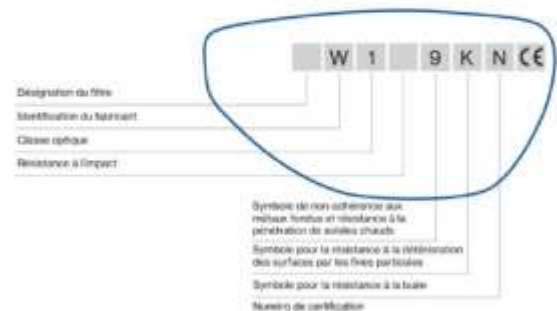 W 1 9 K N CE
Désignation du filtre
Identification du fabricant
Classe optique
Résistance à l'impact
Symbole de non adhérence aux
métaux fondus et résistance à la
pénétration de solides chauds
Symbole pour la résistance à la détérioration
des surfaces par les fines particules
Symbole pour la résistance à la buée
Numéro de certification